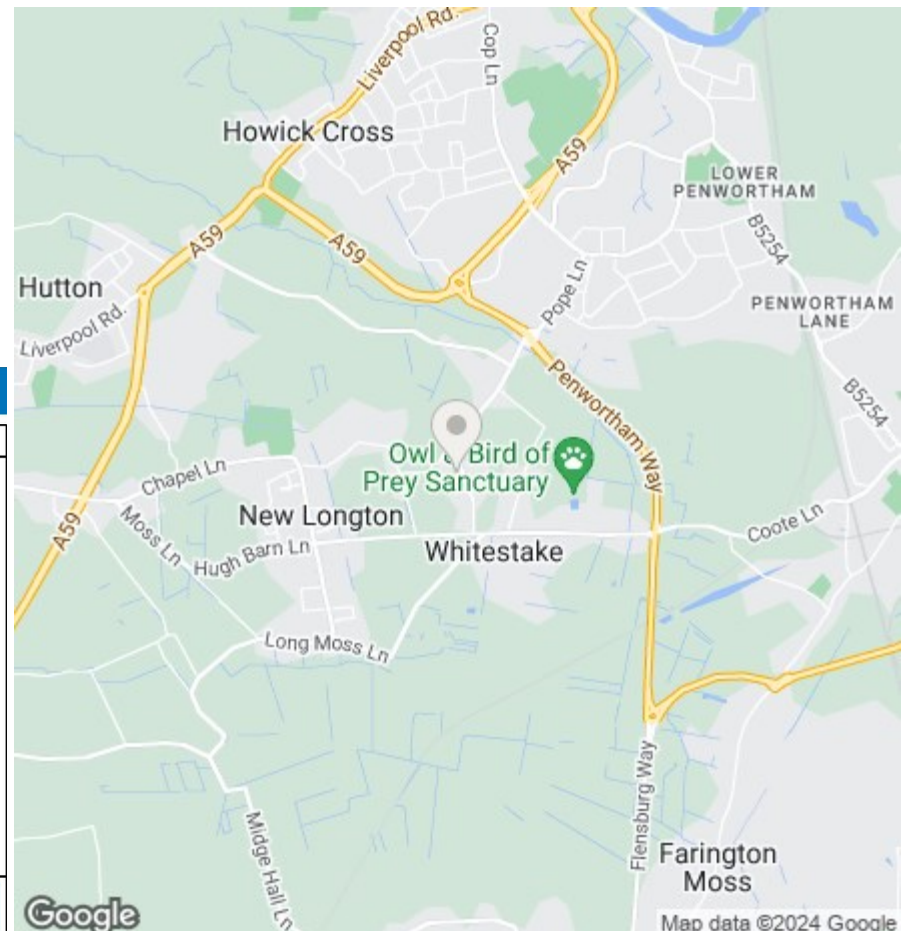 Liverpool Rd.
Cop Ln
Howick Cross
A59
LOWER
PENWORTHAM
A59
A59
B5254
Hutton
Pope Ln
PENWORTHAM
LANE
Liverpool Rd.
Penwortham Way
B5254
Owl & Bird of
Prey Sanctuary
Chapel Ln
A59
Moss Ln
New Longton
Coote Ln
Hugh Barn Ln
Whitestake
Long Moss Ln
Flensburg Way
Midge Hall Ln
Farington
Moss
Google
Map data ©2024 Google